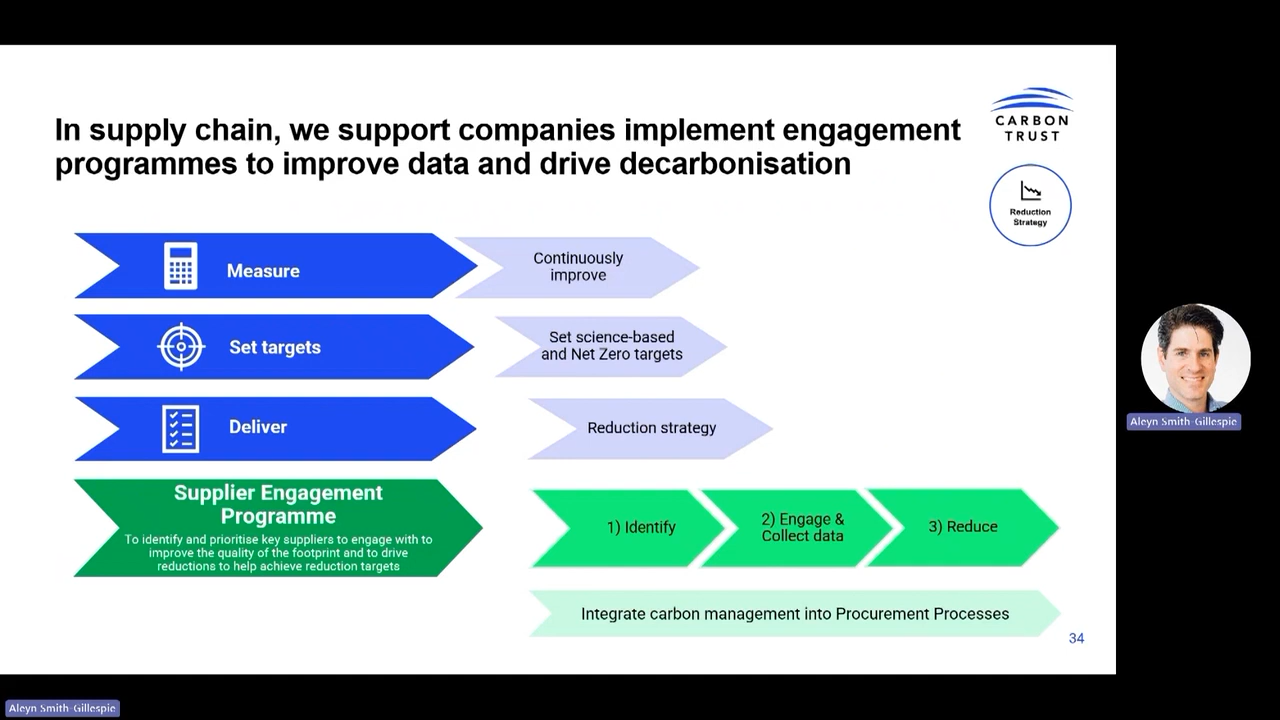 In supply chain, we support companies implement engagement
programmes to improve data and drive decarbonisation
CARBON
TRUST
Reduction
Strategy
Measure
Continuously
improve
Set targets
Set science-based
and Net Zero targets
Deliver
Reduction strategy
Supplier Engagement
Programme
To identify and prioritise key suppliers to engage with to
improve the quality of the footprint and to drive
reductions to help achieve reduction targets
1) Identify
2) Engage &
Collect data
3) Reduce
Integrate carbon management into Procurement Processes
34
Aleyn Smith-Gillespie
Aleyn Smith-Gillespie